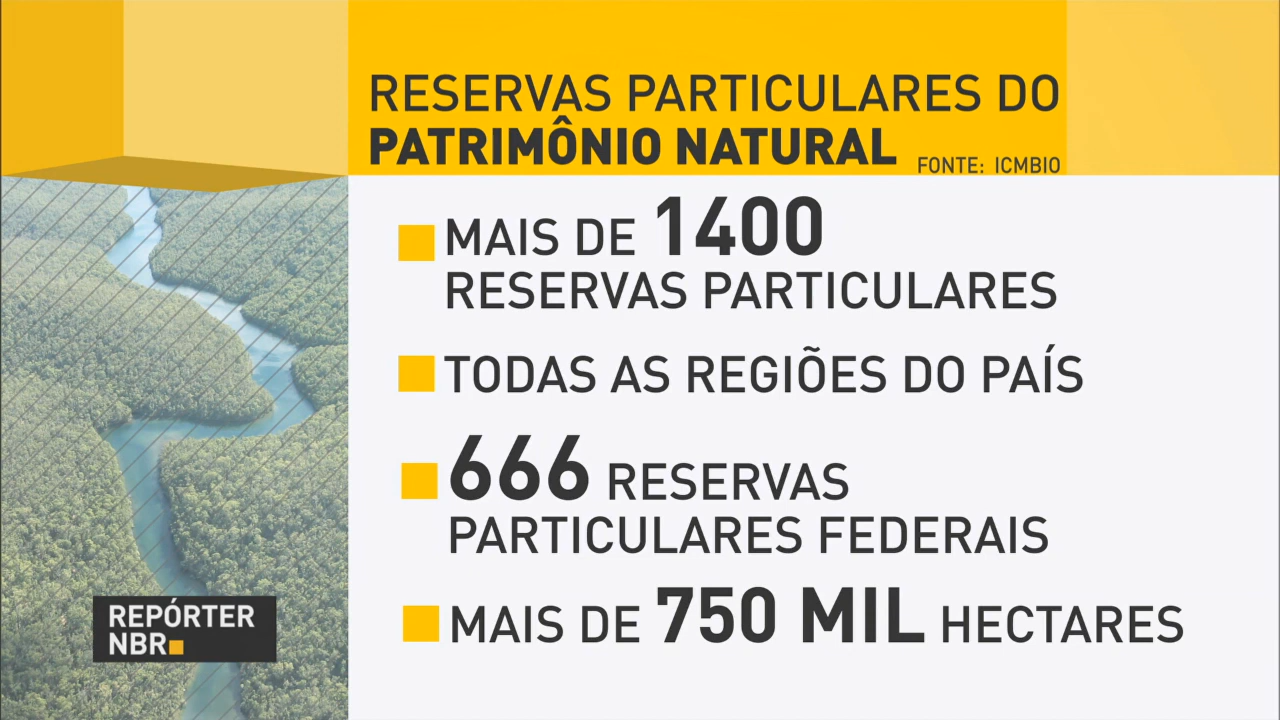 RESERVAS PARTICULARES DO
PATRIMÔNIO NATURAL
FONTE: ICMBIO
MAIS DE 1400
RESERVAS PARTICULARES
TODAS AS REGIÕES DO PAÍS
666 RESERVAS
PARTICULARES FEDERAIS
MAIS DE 750 MIL HECTARES
REPÓRTER
NBR